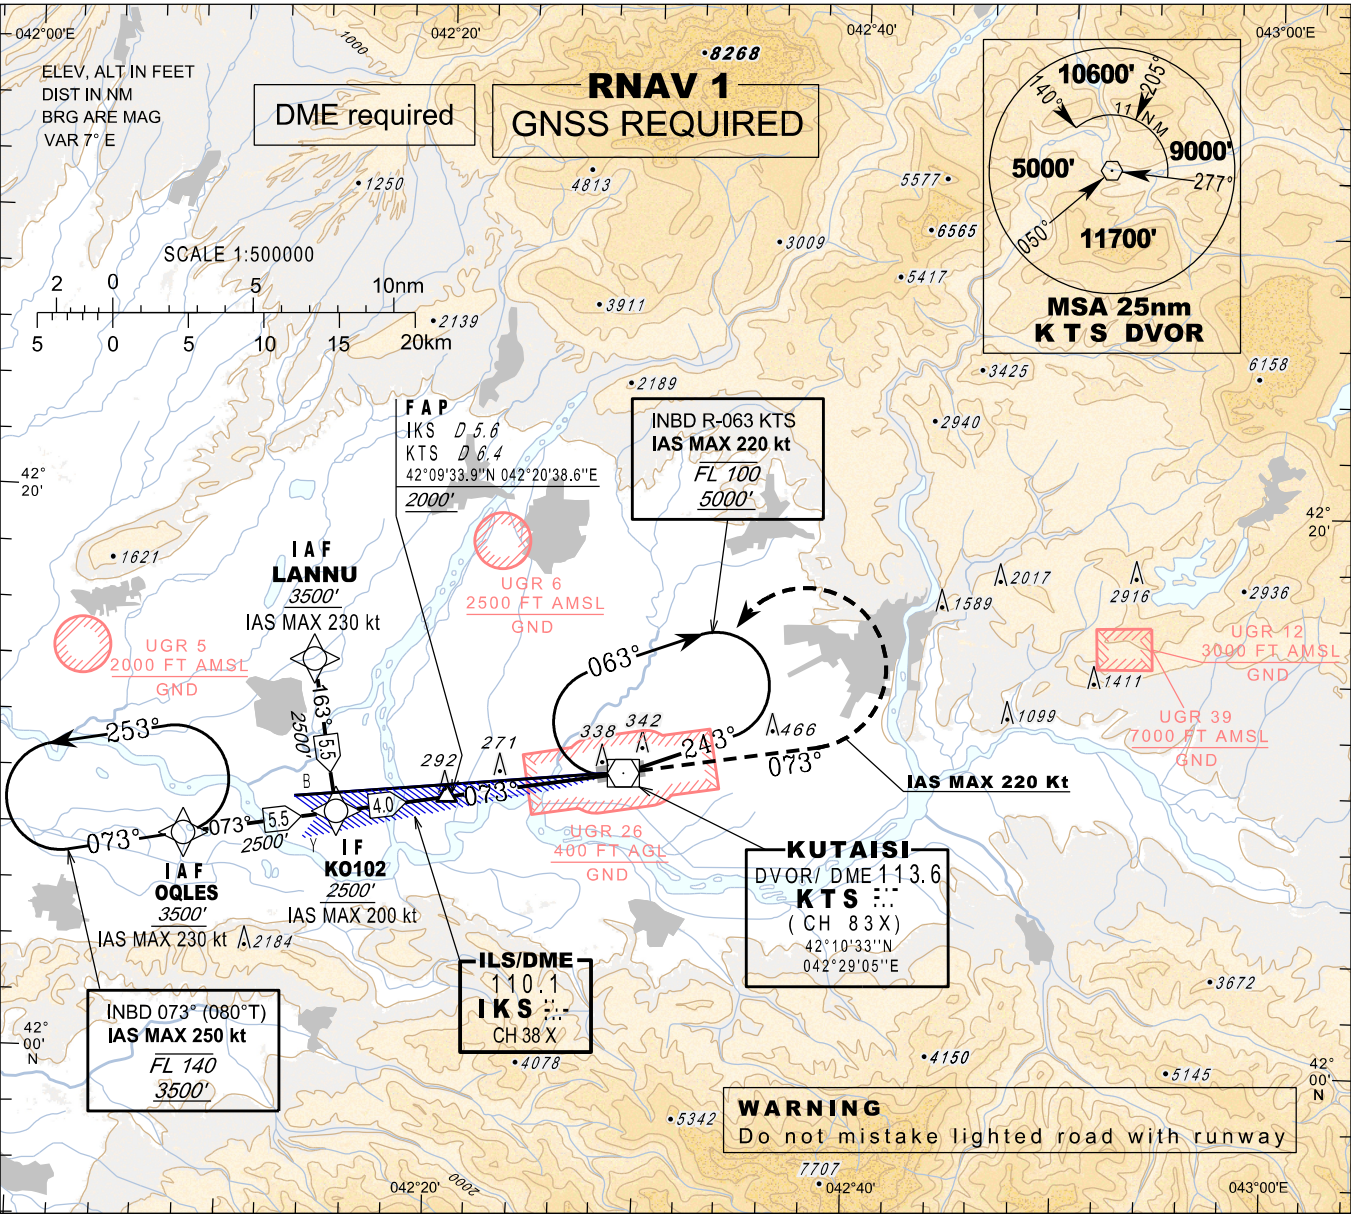 042°00'E
042°20'
042°40'
043°00'E
1000
8268
ELEV, ALT IN FEET
DIST IN NM
BRG ARE MAG
VAR 7° E
DME required
RNAV 1
GNSS REQUIRED
10600'
140°
205°
11 NM
5000'
9000'
277°
050°
11700'
MSA 25nm
KTS DVOR
1250
4813
5577
3009
6565
5417
3911
2139
SCALE 1:500000
2 0 5 10nm
5 0 5 10 15 20km
2189
3425
6158
2940
FAP
IKS D 5.6
KTS D 6.4
42°09'33.9"N 042°20'38.6"E
2000'
INBD R-063 KTS
IAS MAX 220 kt
FL 100
5000'
42°
20'
42°
20'
1621
IAF
LANNU
3500'
IAS MAX 230 kt
UGR 6
2500 FT AMSL
GND
UGR 5
2000 FT AMSL
GND
2017
1589
2916
2936
UGR 12
3000 FT AMSL
GND
1411
UGR 39
7000 FT AMSL
GND
1099
063°
163°
5.5
2500'
253°
338
342
466
243°
073°
271
292
IAS MAX 220 Kt
B
073°
4.0
073°
5.5
2500'
073°
Y
IAF
OQLES
3500'
IAS MAX 230 kt
2184
IF
KO102
2500'
IAS MAX 200 kt
UGR 26
400 FT AGL
GND
KUTAISI
DVOR/ DME 113.6
KTS
(CH 83X)
42°10'33''N
042°29'05''E
ILS/DME
110.1
IKS
CH 38 X
INBD 073° (080°T)
IAS MAX 250 kt
FL 140
3500'
42°
00'
N
42°
00'
N
3672
4078
4150
5145
5342
7707
WARNING
Do not mistake lighted road with runway
2000
042°20'
042°40'
043°00'E